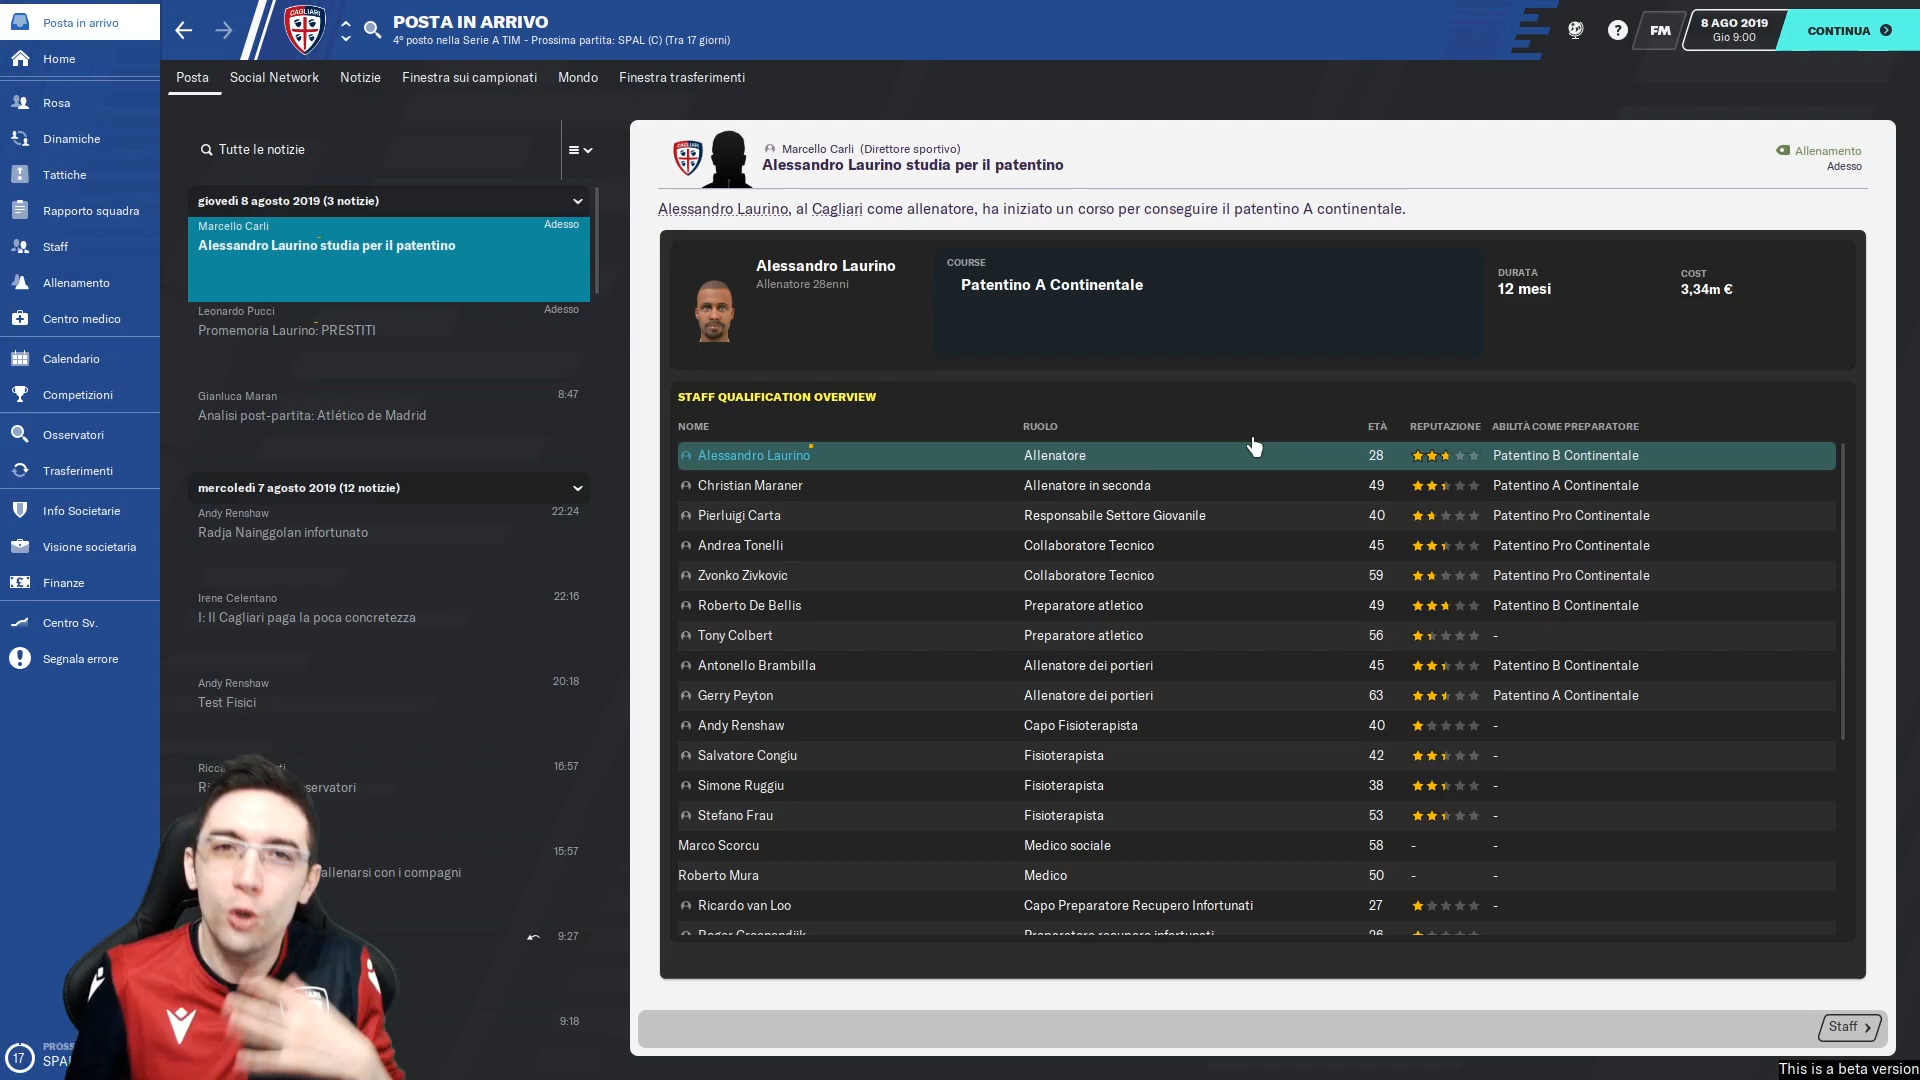 Posta in arrivo
Home
Rosa
Dinamiche
Tattiche
Rapporto squadra
Staff
Allenamento
Centro medico
Calendario
Competizioni
Osservatori
Trasferimenti
Info Societarie
Visione societaria
Finanze
Centro Sv.
Segnala errore
17
CAGLIARI
POSTA IN ARRIVO
4° posto nella Serie A TIM - Prossima partita: SPAL (C) (Tra 17 giorni)
?
FM
8 AGO 2019
Gio 9:00
CONTINUA
Posta Social Network Notizie Finestra sui campionati Mondo Finestra trasferimenti
Tutte le notizie
giovedì 8 agosto 2019 (3 notizie)
Marcello Carli Adesso
Alessandro Laurino studia per il patentino
Leonardo Pucci Adesso
Promemoria Laurino: PRESTITI
Gianluca Maran 8:47
Analisi post-partita: Atlético de Madrid
mercoledì 7 agosto 2019 (12 notizie)
Andy Renshaw 22:24
Radja Nainggolan infortunato
Irene Celentano 22:16
I: Il Cagliari paga la poca concretezza
Andy Renshaw 20:18
Test Fisici
16:57
15:57
allenarsi con i compagni
9:27
9:18
Marcello Carli (Direttore sportivo)
Alessandro Laurino studia per il patentino
Allenamento
Adesso
Alessandro Laurino, al Cagliari come allenatore, ha iniziato un corso per conseguire il patentino A continentale.
Alessandro Laurino
Allenatore 28enni
COURSE
Patentino A Continentale
DURATA
12 mesi
COST
3,34m €
STAFF QUALIFICATION OVERVIEW
NOME RUOLO ETÀ REPUTAZIONE ABILITÀ COME PREPARATORE
Alessandro Laurino Allenatore 28 Patentino B Continentale
Christian Maraner Allenatore in seconda 49 Patentino A Continentale
Pierluigi Carta Responsabile Settore Giovanile 40 Patentino Pro Continentale
Andrea Tonelli Collaboratore Tecnico 45 Patentino Pro Continentale
Zvonko Zivkovic Collaboratore Tecnico 59 Patentino Pro Continentale
Roberto De Bellis Preparatore atletico 49 Patentino B Continentale
Tony Colbert Preparatore atletico 56 -
Antonello Brambilla Allenatore dei portieri 45 Patentino B Continentale
Gerry Peyton Allenatore dei portieri 63 Patentino A Continentale
Andy Renshaw Capo Fisioterapista 40 -
Salvatore Congiu Fisioterapista 42 -
Simone Ruggiu Fisioterapista 38 -
Stefano Frau Fisioterapista 53 -
Marco Scorcu Medico sociale 58 - -
Roberto Mura Medico 50 - -
Ricardo van Loo Capo Preparatore Recupero Infortunati 27 -
Staff
This is a beta version